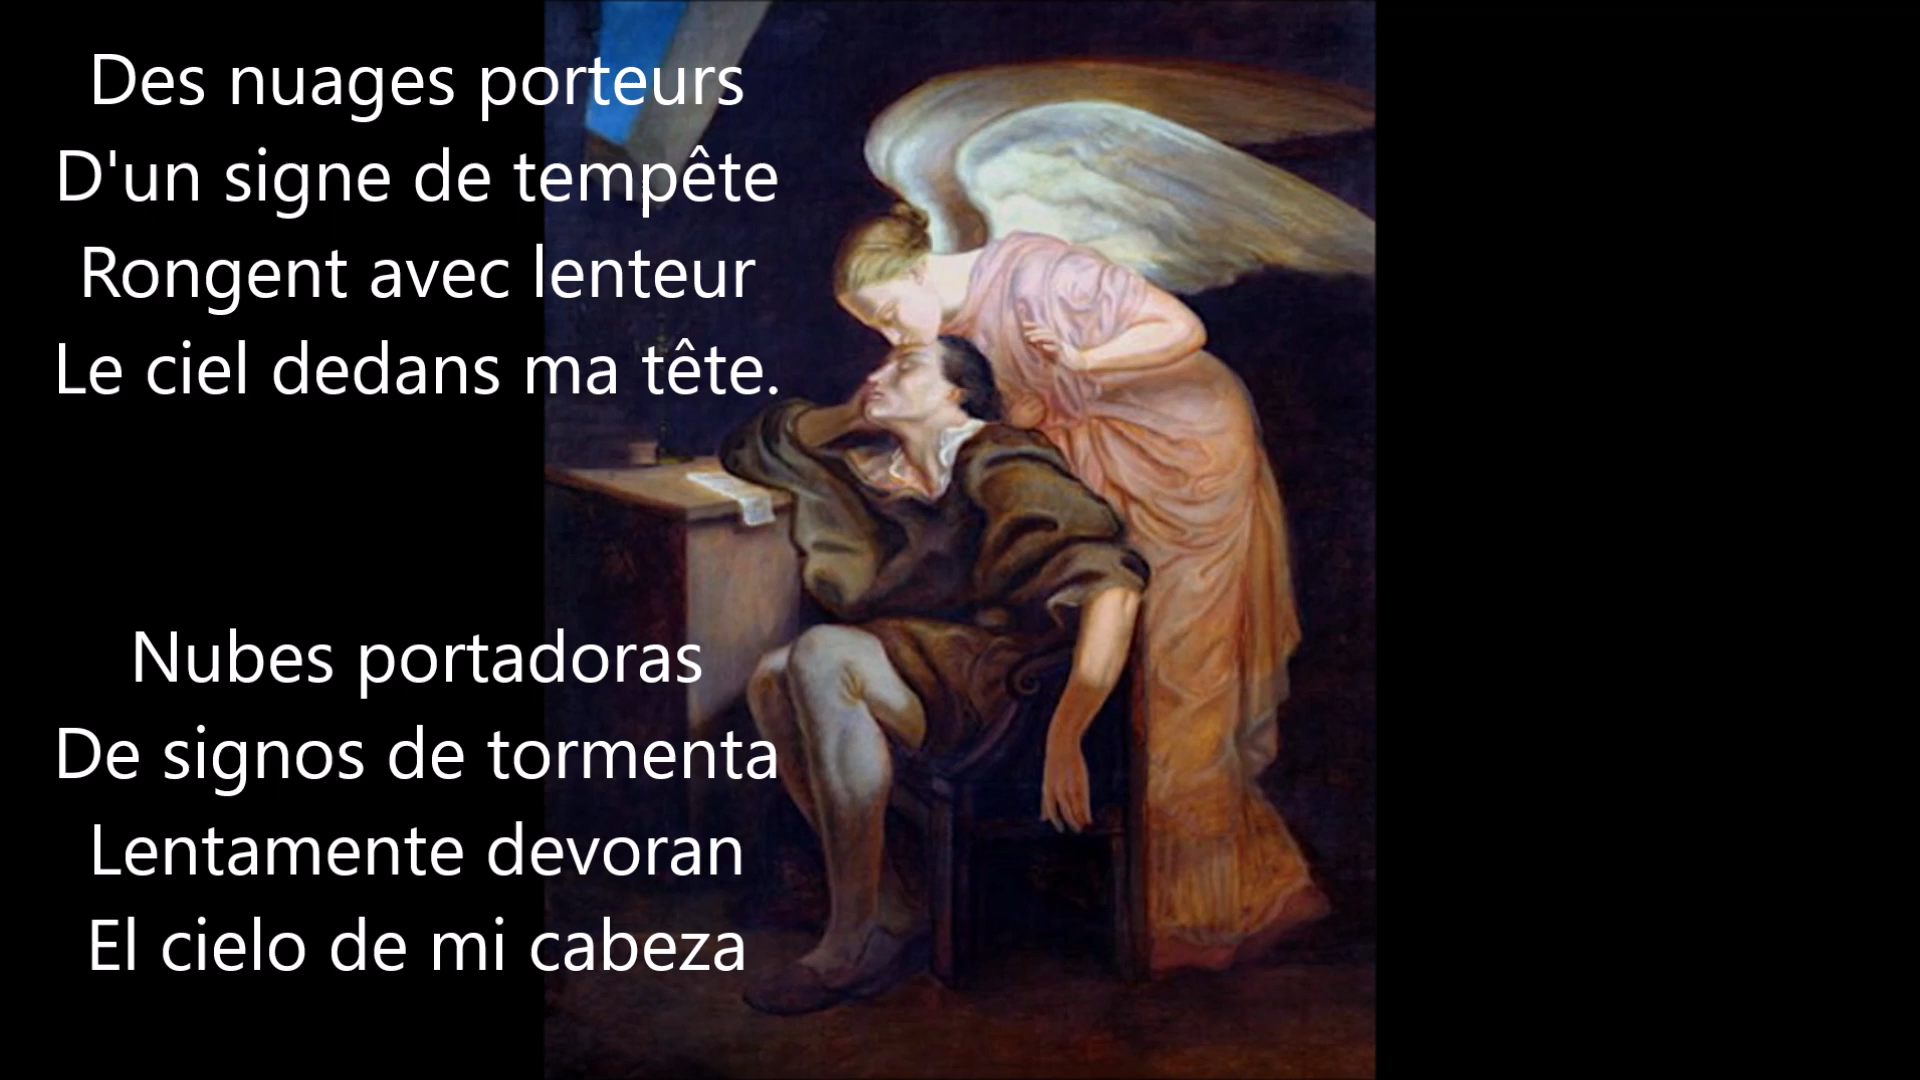 Des nuages porteurs
D'un signe de tempête
Rongent avec lenteur
Le ciel dedans ma tête.
Nubes portadoras
De signos de tormenta
Lentamente devoran
El cielo de mi cabeza